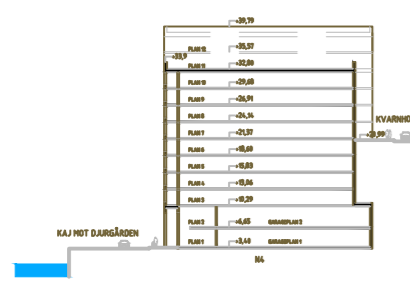 +39,79
PLAN 12 +35,57
+33,9
PLAN 11 +32,80
PLAN 10 +29,68
PLAN 9 +26,91
PLAN 8 +24,14
KVARNHO
PLAN 7 +21,37
+23,99
PLAN 6 +18,60
PLAN 5 +15,83
PLAN 4 +13,06
PLAN 3 +10,29
PLAN 2 +6,65 GARAGEPLAN 2
KAJ MOT DJURGÅRDEN
PLAN 1 +3,40 GARAGEPLAN 1
N4